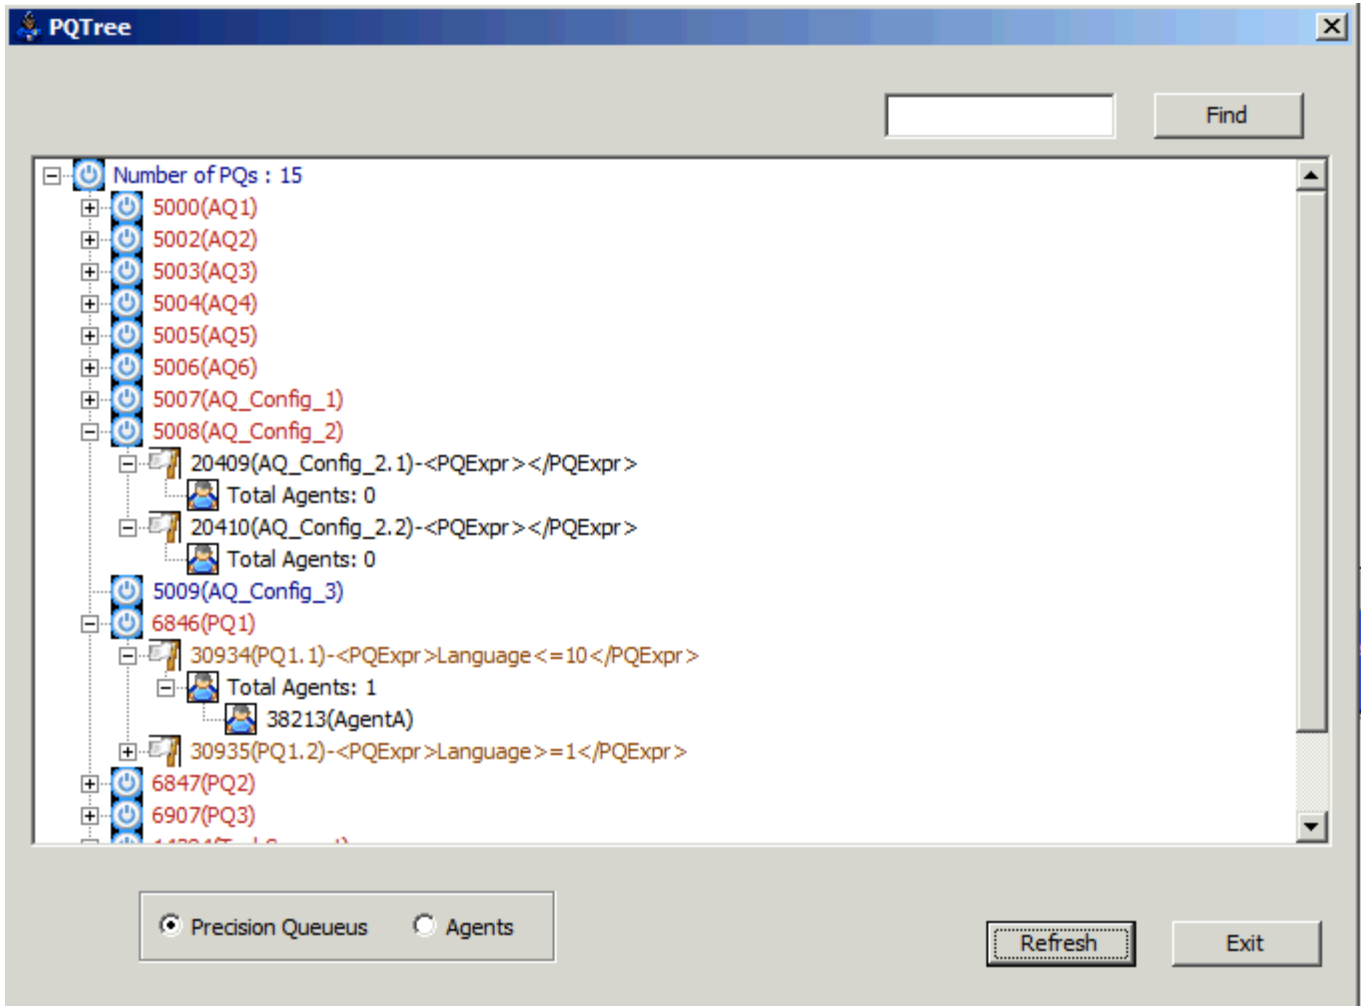 PQTree
Find
Number of PQs : 15
5000(AQ1)
5002(AQ2)
5003(AQ3)
5004(AQ4)
5005(AQ5)
5006(AQ6)
5007(AQ_Config_1)
5008(AQ_Config_2)
20409(AQ_Config_2.1)-<PQExpr></PQExpr>
Total Agents: 0
20410(AQ_Config_2.2)-<PQExpr></PQExpr>
Total Agents: 0
5009(AQ_Config_3)
6846(PQ1)
30934(PQ1.1)-<PQExpr>Language<=10</PQExpr>
Total Agents: 1
38213(AgentA)
30935(PQ1.2)-<PQExpr>Language>=1</PQExpr>
6847(PQ2)
6907(PQ3)
Precision Queueus Agents
Refresh Exit